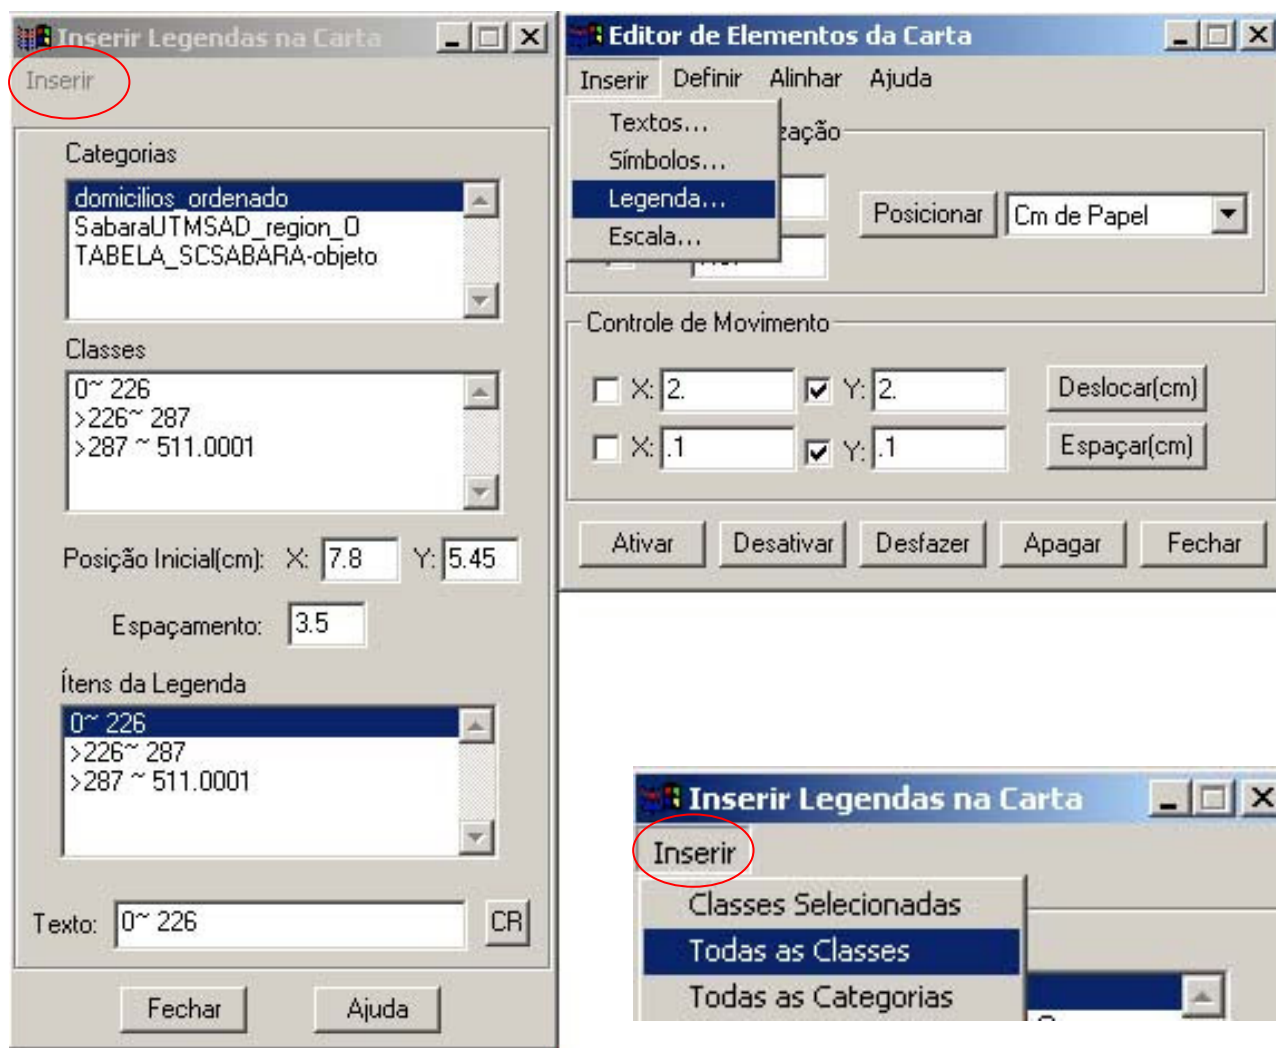 Inserir Legendas na Carta
Inserir
Categorias
domicilios_ordenado
SabaraUTMSAD_region_0
TABELA_SCSABARA-objeto
Classes
0~ 226
>226~ 287
>287 ~ 511.0001
Posição Inicial(cm): X: 7.8 Y: 5.45
Espaçamento: 3.5
Ítens da Legenda
0~ 226
>226~ 287
>287 ~ 511.0001
Texto: 0~ 226 CR
Fechar Ajuda
Editor de Elementos da Carta
Inserir Definir Alinhar Ajuda
Textos...
Símbolos...
Legenda...
Escala...
zação
Posicionar Cm de Papel
Controle de Movimento
X: 2. Y: 2. Deslocar(cm)
X: .1 Y: .1 Espaçar(cm)
Ativar Desativar Desfazer Apagar Fechar
Inserir Legendas na Carta
Inserir
Classes Selecionadas
Todas as Classes
Todas as Categorias